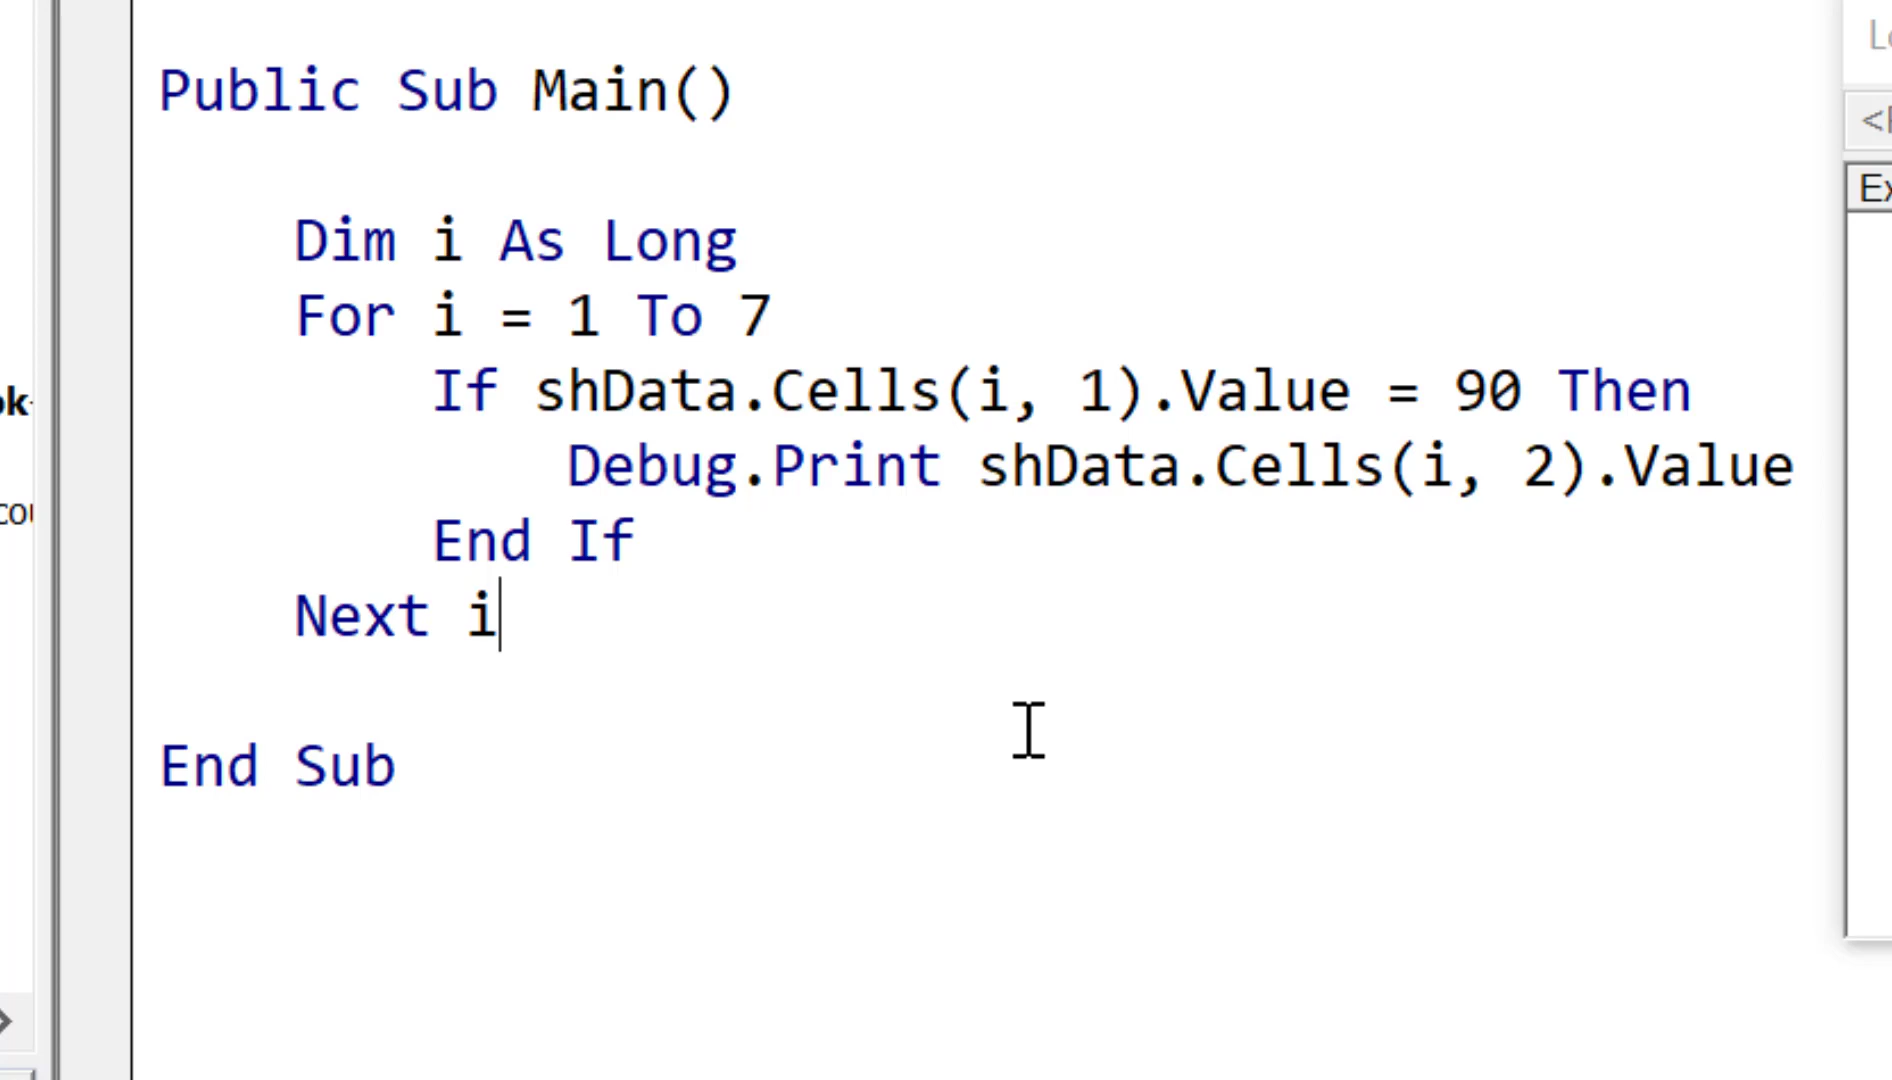 Public Sub Main()
Dim i As Long
For i = 1 To 7
If shData.Cells(i, 1).Value = 90 Then
Debug.Print shData.Cells(i, 2).Value
End If
Next i
End Sub